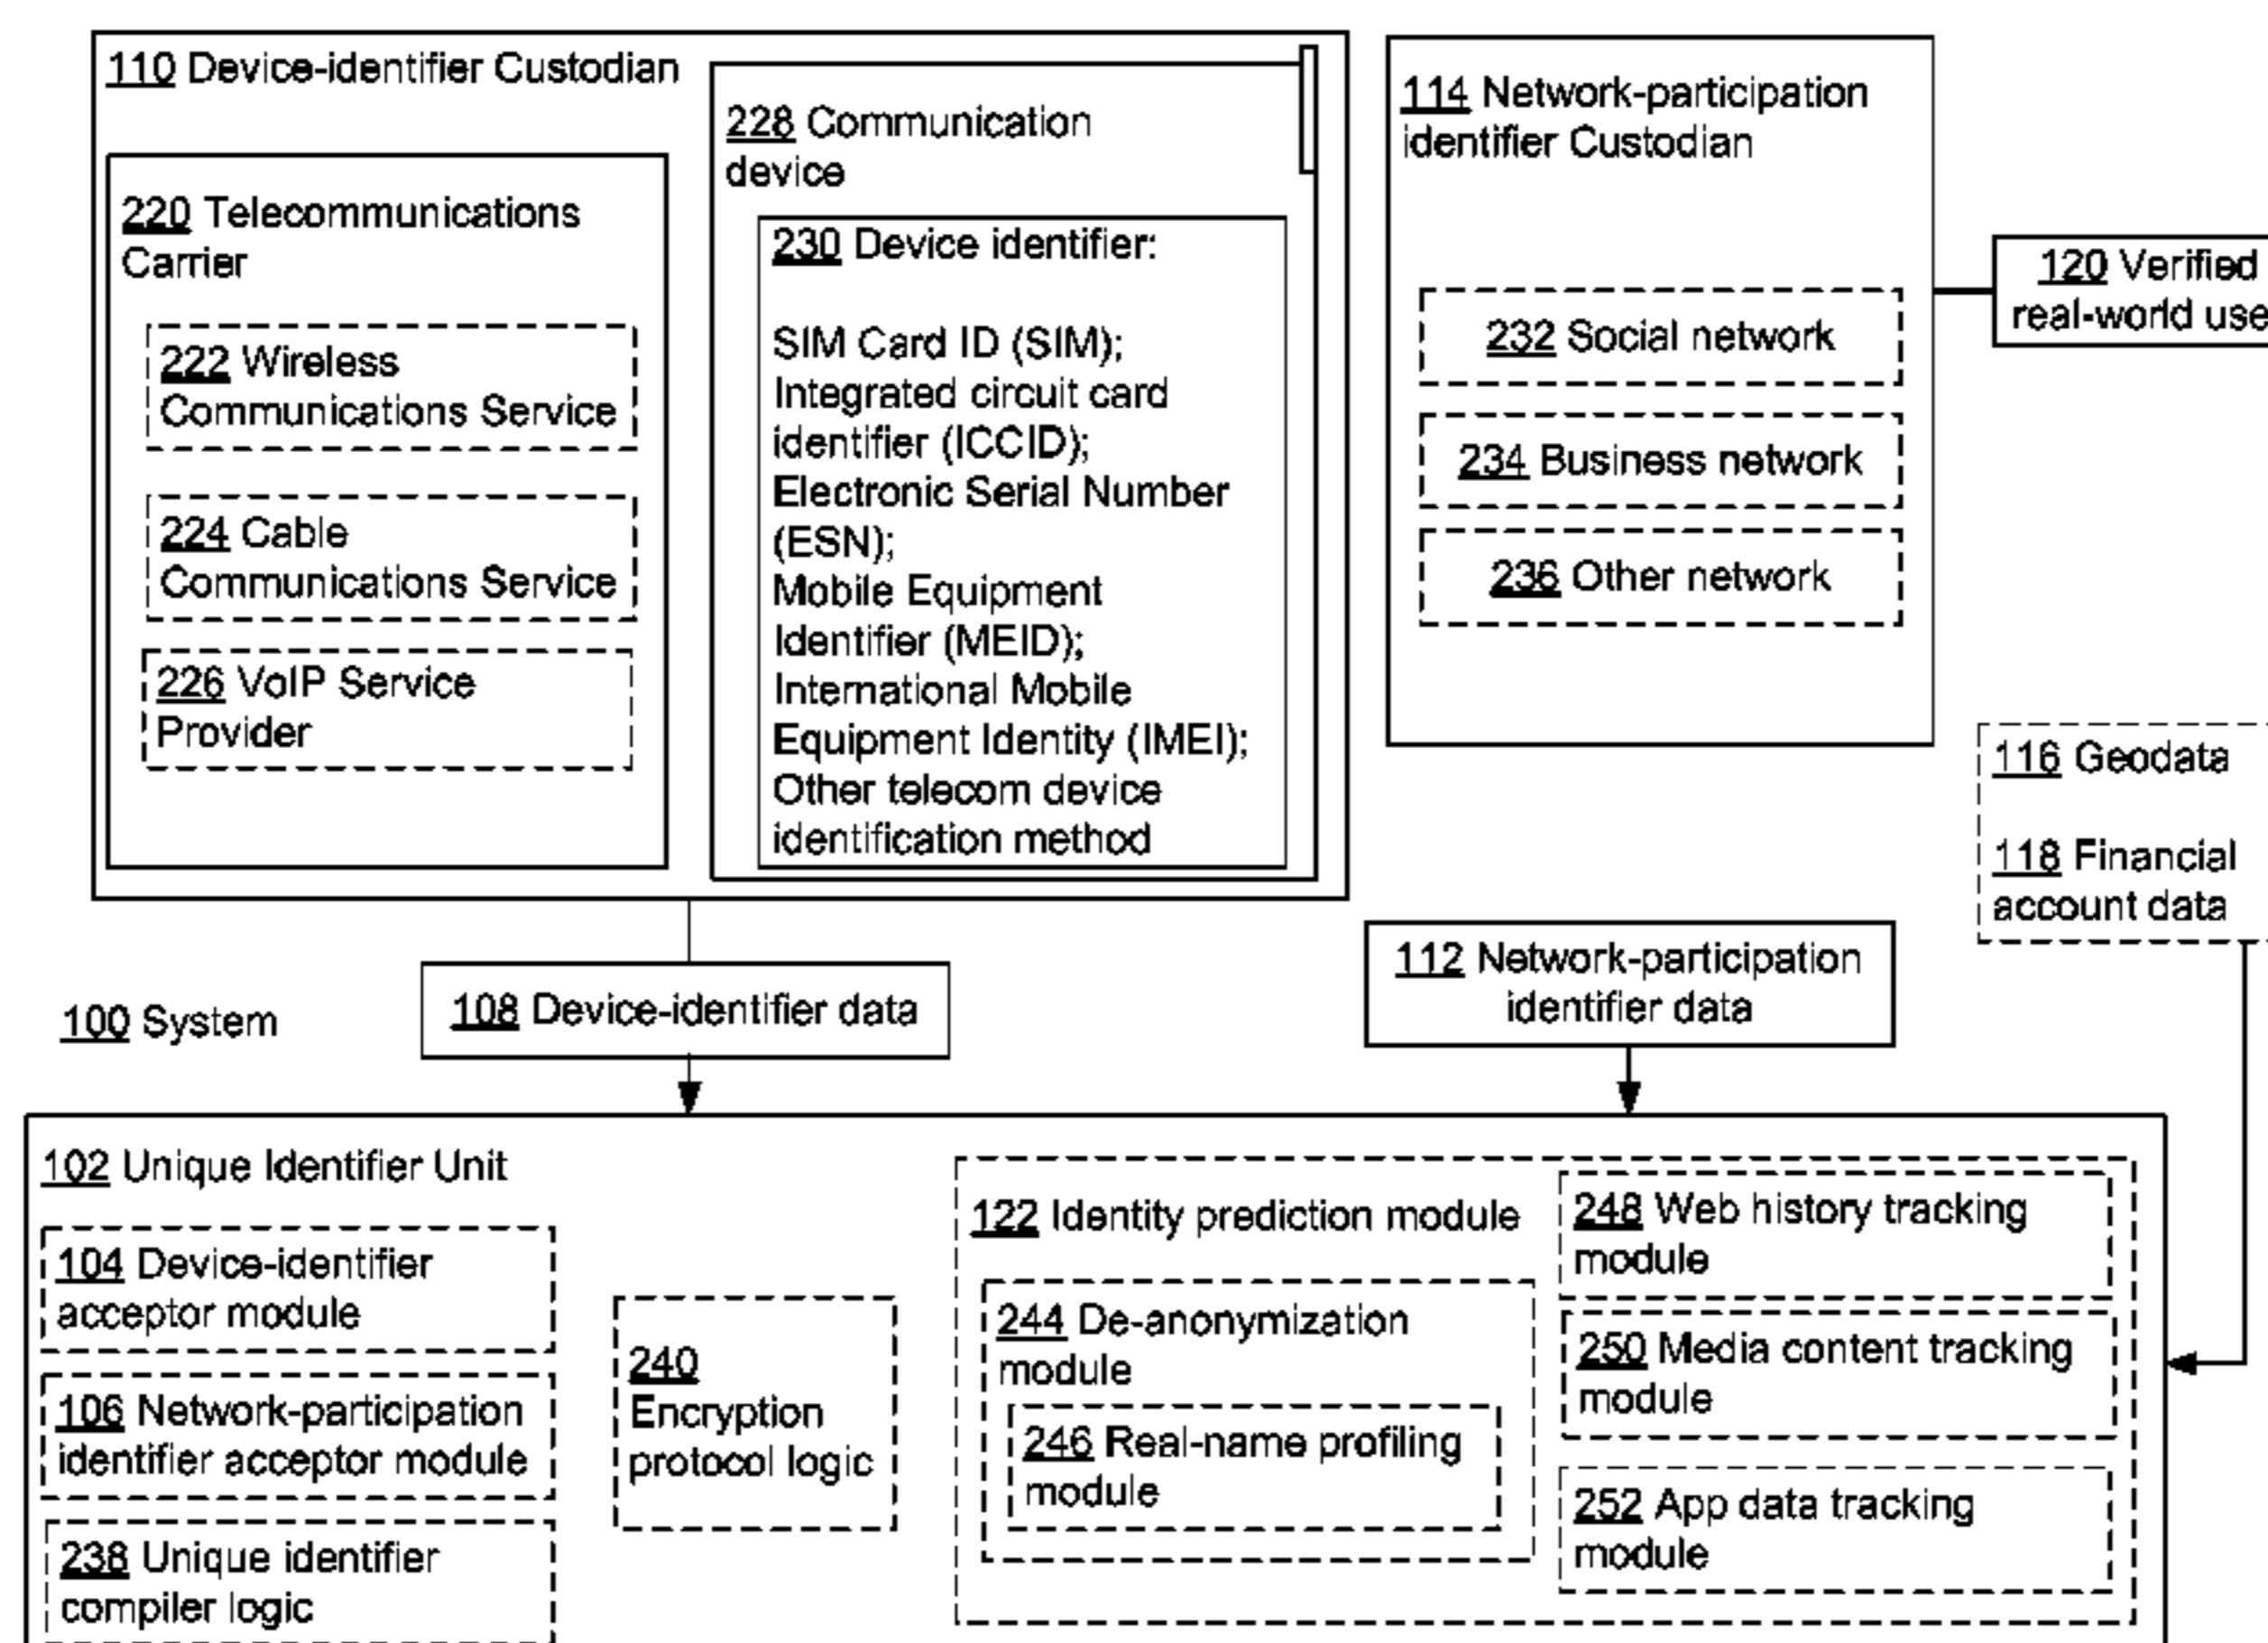 110 Device-identifier Custodian
220 Telecommunications
Carrier
222 Wireless
Communications Service
224 Cable
Communications Service
226 VoIP Service
Provider
228 Communication
device
230 Device identifier:
SIM Card ID (SIM);
Integrated circuit card
identifier (ICCID);
Electronic Serial Number
(ESN);
Mobile Equipment
Identifier (MEID);
International Mobile
Equipment Identity (IMEI);
Other telecom device
identification method
114 Network-participation
identifier Custodian
232 Social network
234 Business network
236 Other network
120 Verified
real-world use
116 Geodata
118 Financial
account data
100 System
108 Device-identifier data
112 Network-participation
identifier data
102 Unique Identifier Unit
104 Device-identifier
acceptor module
106 Network-participation
identifier acceptor module
238 Unique identifier
compiler logic
240
Encryption
protocol logic
122 Identity prediction module
244 De-anonymization
module
246 Real-name profiling
module
248 Web history tracking
module
250 Media content tracking
module
252 App data tracking
module